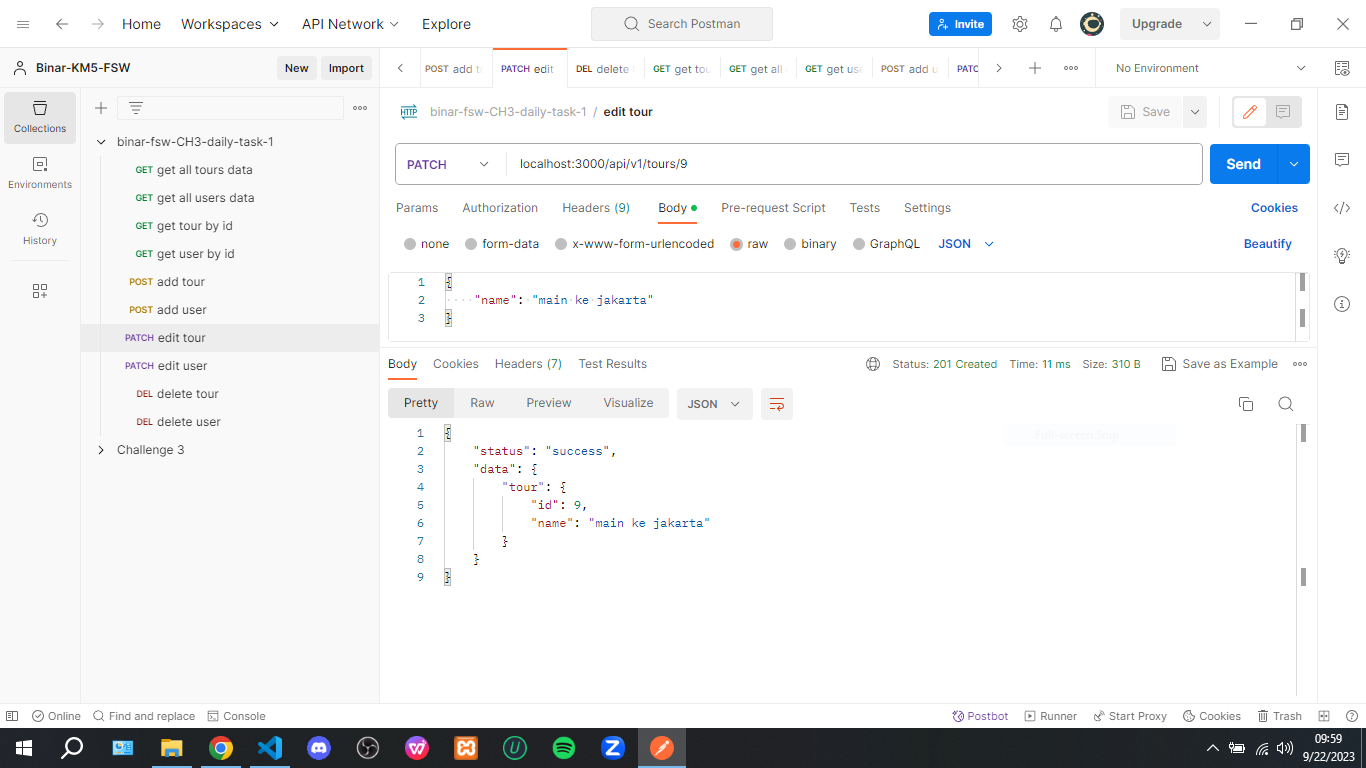 Home Workspaces API Network Explore Search Postman Invite Upgrade
Binar-KM5-FSW New Import
POST add t PATCH edit DEL delete GET get tou GET get all GET get use POST add u PATC No Environment
Collections
Environments
History
binar-fsw-CH3-daily-task-1
GET get all tours data
GET get all users data
GET get tour by id
GET get user by id
POST add tour
POST add user
PATCH edit tour
PATCH edit user
DEL delete tour
DEL delete user
Challenge 3
HTTP binar-fsw-CH3-daily-task-1 / edit tour Save
PATCH localhost:3000/api/v1/tours/9 Send
Params Authorization Headers (9) Body Pre-request Script Tests Settings Cookies
none form-data x-www-form-urlencoded raw binary GraphQL JSON Beautify
1 {
2 "name": "main ke jakarta"
3 }
Body Cookies Headers (7) Test Results Status: 201 Created Time: 11 ms Size: 310 B Save as Example
Pretty Raw Preview Visualize JSON
1 {
2 "status": "success",
3 "data": {
4 "tour": {
5 "id": 9,
6 "name": "main ke jakarta"
7 }
8 }
9 }
Full-screen Snip
Online Find and replace Console Postbot Runner Start Proxy Cookies Trash
09:59
9/22/2023